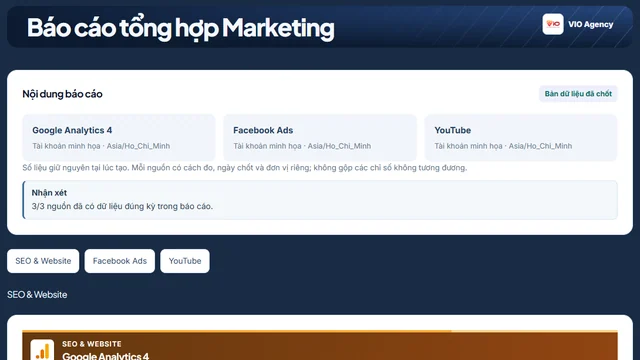 Báo cáo tổng hợp Marketing
VIO
VIO Agency
Nội dung báo cáo
Bản dữ liệu đã chốt
Google Analytics 4
Tài khoản minh họa · Asia/Ho_Chi_Minh
Facebook Ads
Tài khoản minh họa · Asia/Ho_Chi_Minh
YouTube
Tài khoản minh họa · Asia/Ho_Chi_Minh
Số liệu giữ nguyên tại lúc tạo. Mỗi nguồn có cách đo, ngày chốt và đơn vị riêng; không gộp các chỉ số không tương đương.
Nhận xét
3/3 nguồn đã có dữ liệu đúng kỳ trong báo cáo.
SEO & Website
Facebook Ads
YouTube
SEO & Website
SEO & WEBSITE
Google Analytics 4